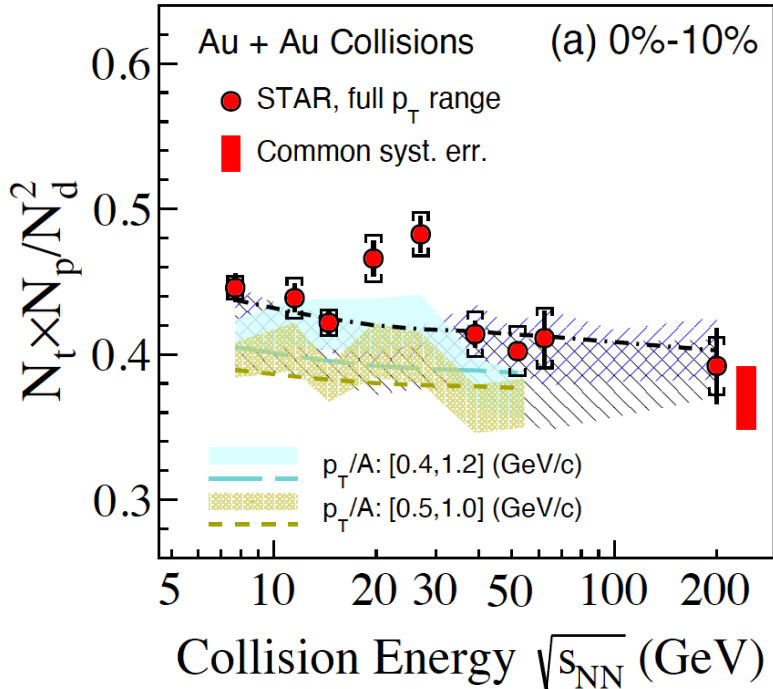 Au + Au Collisions
(a) 0%-10%
STAR, full p_T range
Common syst. err.
0.6
0.5
0.4
0.3
N_t×N_p/N_d^2
p_T/A: [0.4,1.2] (GeV/c)
p_T/A: [0.5,1.0] (GeV/c)
5 10 20 30 50 100 200
Collision Energy √s_NN (GeV)